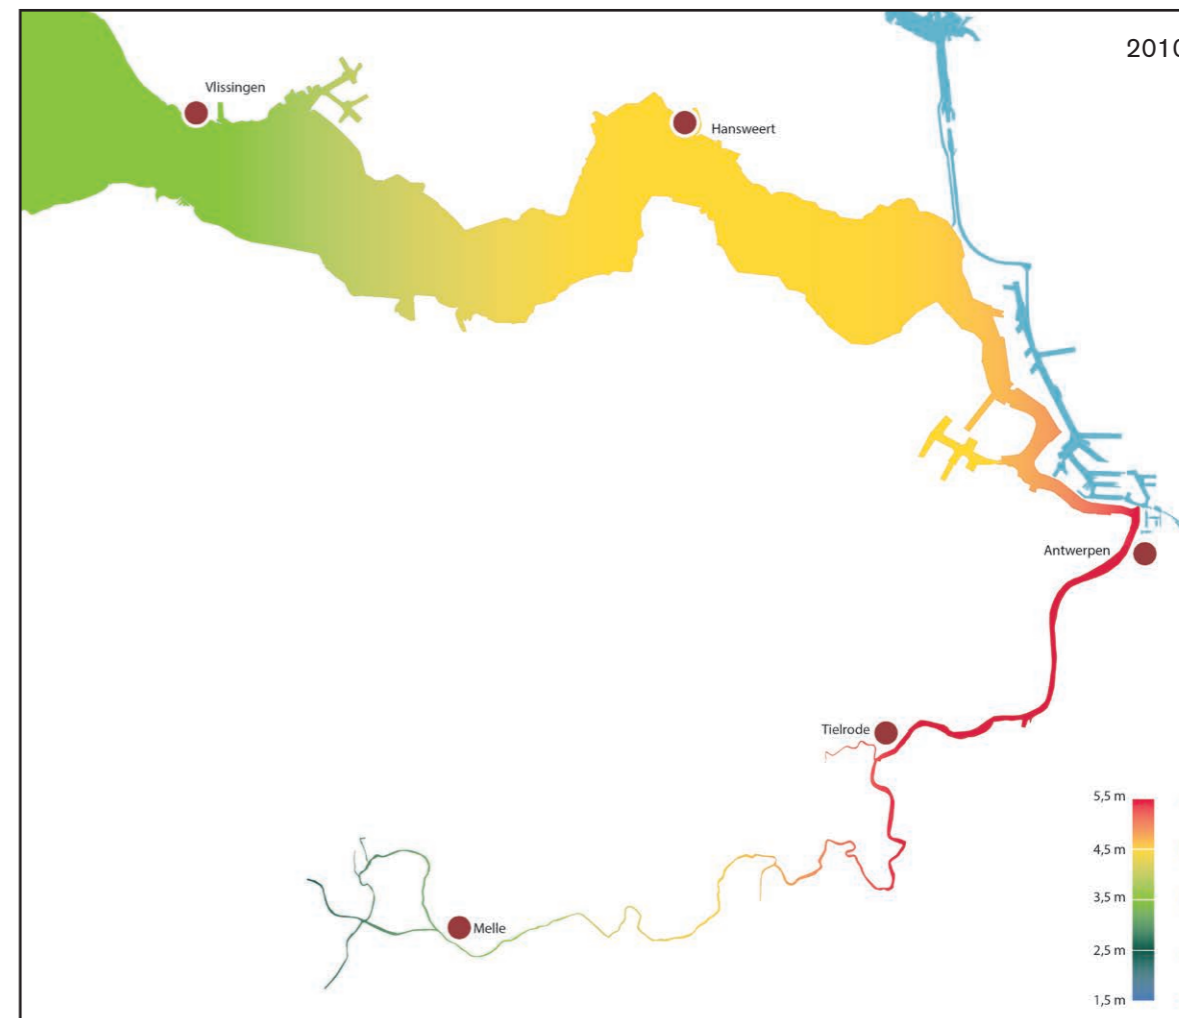 2010
Vlissingen
Hansweert
Antwerpen
Tielrode
Melle
5,5 m
4,5 m
3,5 m
2,5 m
1,5 m